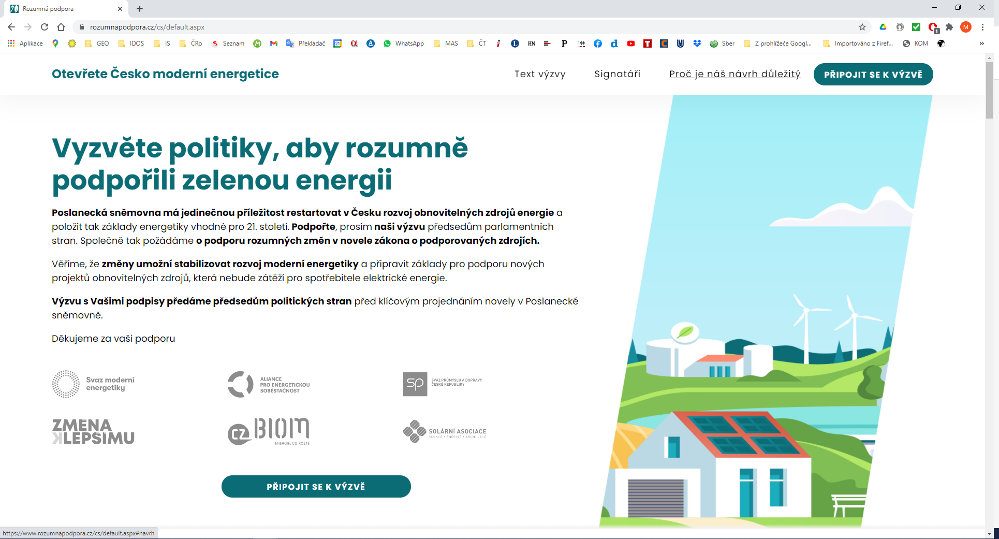 Rozumná podpora
rozumnapodpora.cz/cs/default.aspx
Aplikace
GEO
IDOS
IS
ČRo
Seznam
Překladač
21
WhatsApp
MAS
ČT
HN
14+
Sber
Z prohlížeče Googl...
Importováno z Firef...
KOM
»
1
M
Otevřete Česko moderní energetice
Text výzvy
Signatáři
Proč je náš návrh důležitý
PŘIPOJIT SE K VÝZVĚ
Vyzvěte politiky, aby rozumně
podpořili zelenou energii
Poslanecká sněmovna má jedinečnou příležitost restartovat v Česku rozvoj obnovitelných zdrojů energie a
položit tak základy energetiky vhodné pro 21. století. Podpořte, prosím naši výzvu předsedům parlamentních
stran. Společně tak požádáme o podporu rozumných změn v novele zákona o podporovaných zdrojích.
Věříme, že změny umožní stabilizovat rozvoj moderní energetiky a připravit základy pro podporu nových
projektů obnovitelných zdrojů, která nebude zátěží pro spotřebitele elektrické energie.
Výzvu s Vašimi podpisy předáme předsedům politických stran před klíčovým projednáním novely v Poslanecké
sněmovně.
Děkujeme za vaši podporu
Svaz moderní
energetiky
ALIANCE
PRO ENERGETICKOU
SOBĚSTAČNOST
SP
SVAZ PRŮMYSLU A DOPRAVY
ČESKÉ REPUBLIKY
ZMĚNA
KLEPŠÍMU
CZ BIOM
ENERGIE, CO ROSTE
SOLÁRNÍ ASOCIACE
SLUNCE • ENERGIE • AKUMULACE
PŘIPOJIT SE K VÝZVĚ
https://www.rozumnapodpora.cz/cs/default.aspx#navrh